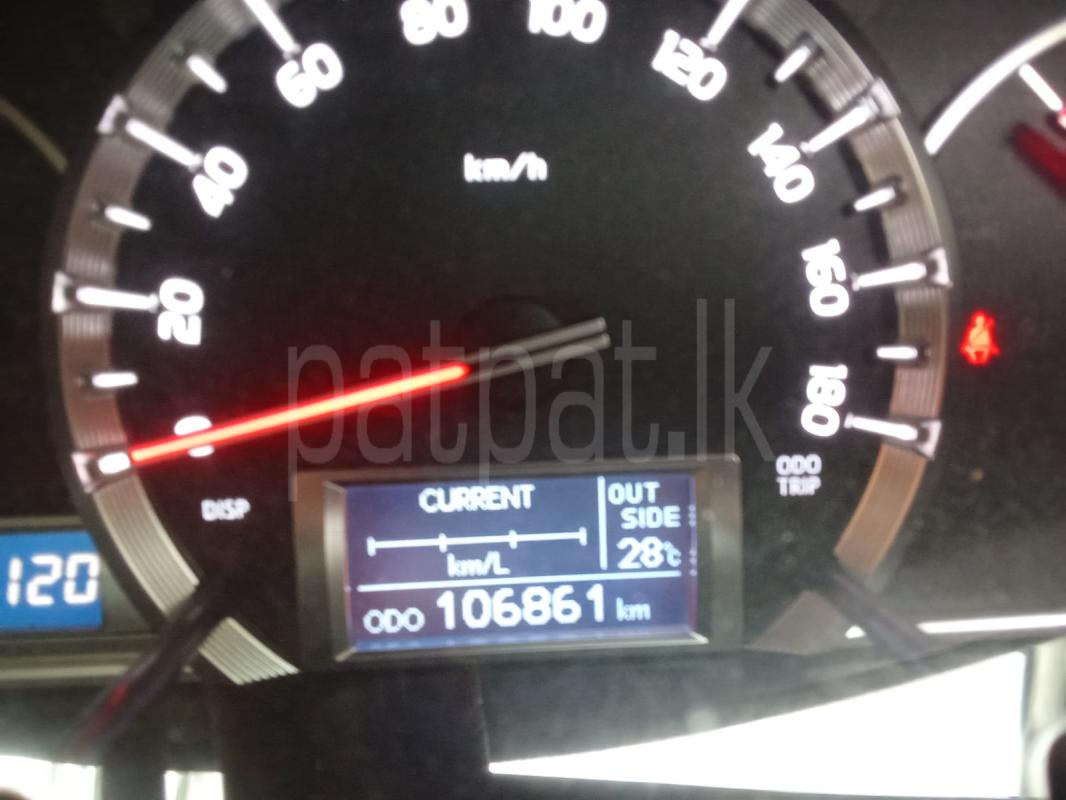 80 100
60 120
40 140
km/h
20 160
0 180
patpat.lk
DISP
ODO
TRIP
CURRENT
OUT
SIDE
28°C
km/L
ODO 106861 km
120